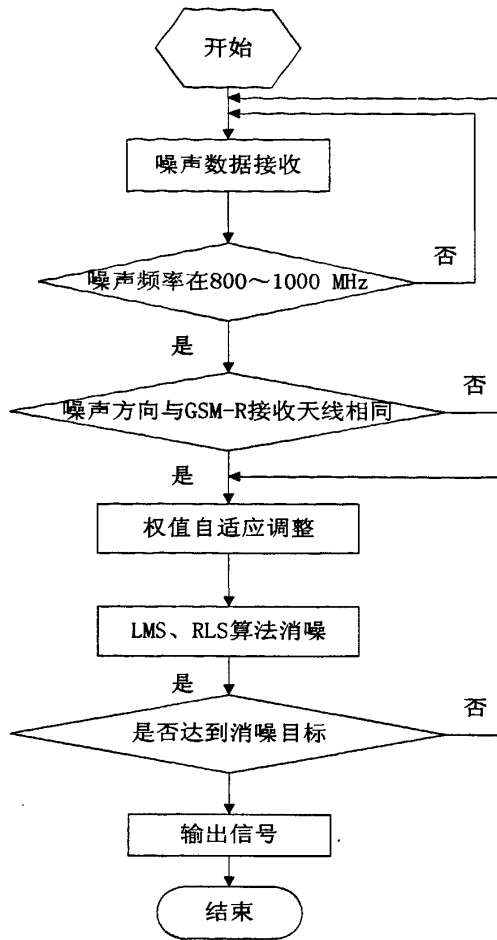 开始
噪声数据接收
噪声频率在800～1000 MHz
否
是
噪声方向与GSM-R接收天线相同
否
是
权值自适应调整
LMS、RLS算法消噪
是
是否达到消噪目标
否
输出信号
结束